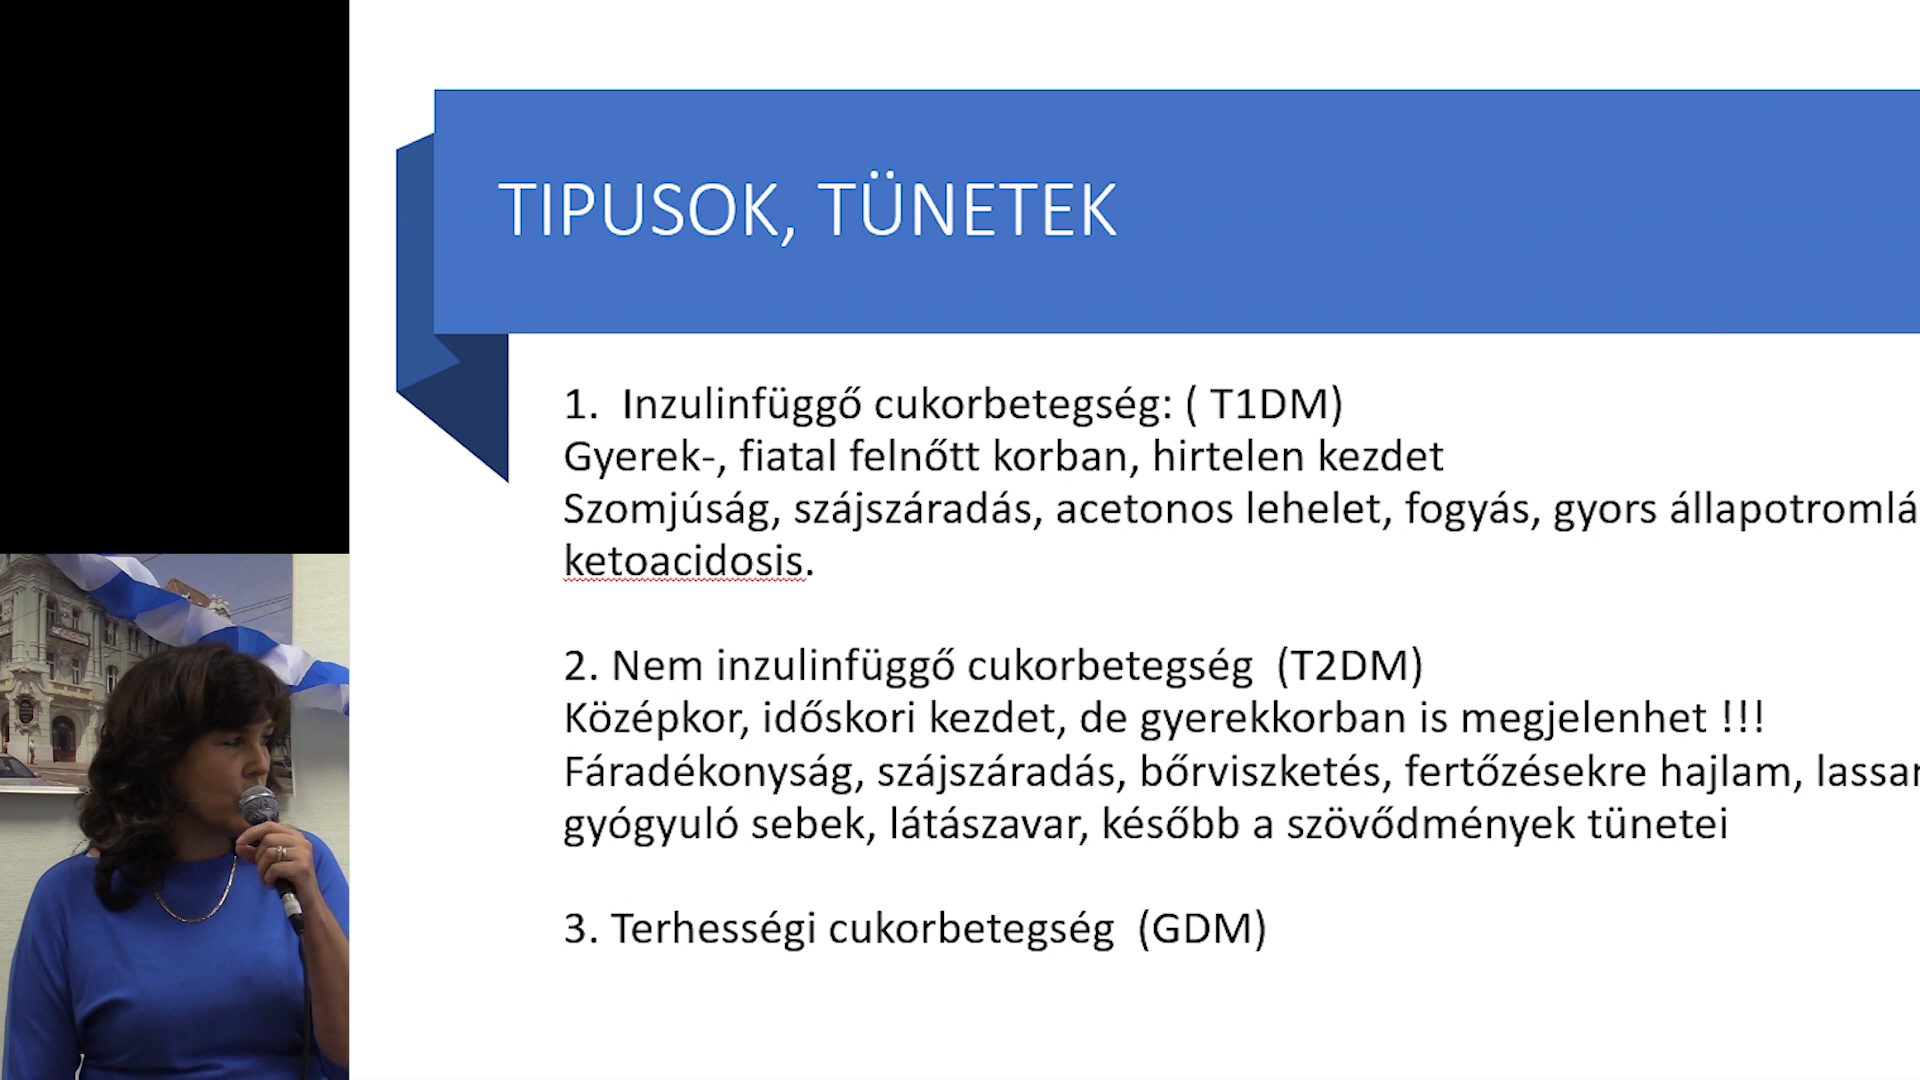 TIPUSOK, TÜNETEK
1. Inzulinfüggő cukorbetegség: ( T1DM)
Gyerek-, fiatal felnőtt korban, hirtelen kezdet
Szomjúság, szájszáradás, acetonos lehelet, fogyás, gyors
ketoacidosis.
2. Nem inzulinfüggő cukorbetegség (T2DM)
Középkor, időskori kezdet, de gyerekkorban is megjelenhet !!!
Fáradékonyság, szájszáradás, bőrviszketés, fertőzésekre hajlam,
gyógyuló sebek, látászavar, később a szövődmények tünetei
3. Terhességi cukorbetegség (GDM)